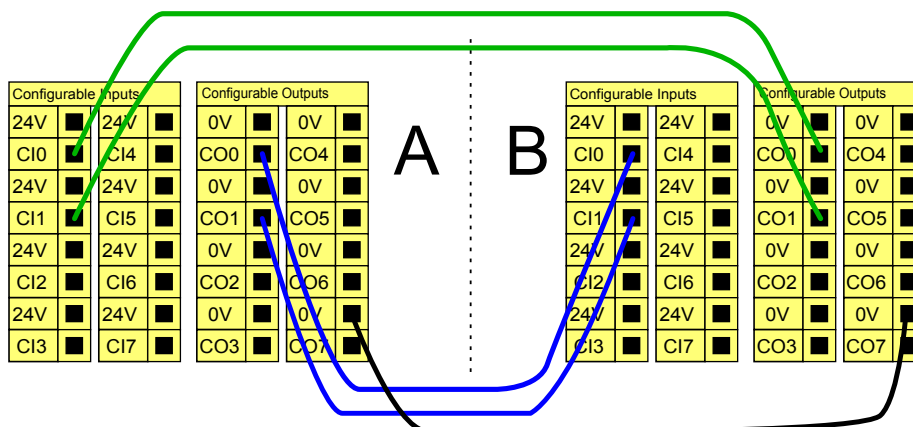 Configurable Inputs
24V 24V
CI0 CI4
24V 24V
CI1 CI5
24V 24V
CI2 CI6
24V 24V
CI3 CI7
Configurable Outputs
0V 0V
CO0 CO4
0V 0V
CO1 CO5
0V 0V
CO2 CO6
0V 0V
CO3 CO7
A
B
Configurable Inputs
24V 24V
CI0 CI4
24V 24V
CI1 CI5
24V 24V
CI2 CI6
24V 24V
CI3 CI7
Configurable Outputs
0V 0V
CO0 CO4
0V 0V
CO1 CO5
0V 0V
CO2 CO6
0V 0V
CO3 CO7